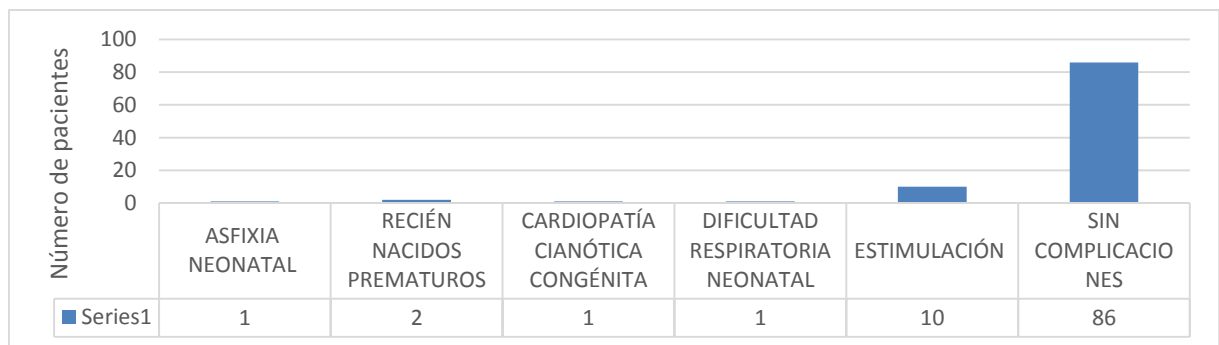 Número de pacientes
100
80
60
40
20
0
ASFIXIA
NEONATAL
RECIÉN
NACIDOS
PREMATUROS
CARDIOPATÍA
CIANÓTICA
CONGÉNITA
DIFICULTAD
RESPIRATORIA
NEONATAL
ESTIMULACIÓN
SIN
COMPLICACIO
NES
Series1 1 2 1 1 10 86